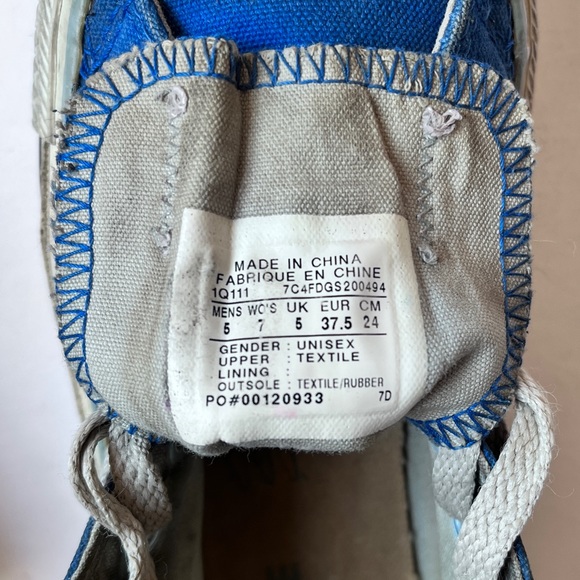 MADE IN CHINA
FABRIQUE EN CHINE
1Q111 7C4FDGS200494
MENS WO'S UK EUR CM
5 7 5 37.5 24
GENDER : UNISEX
UPPER : TEXTILE
LINING :
OUTSOLE : TEXTILE/RUBBER
PO#00120933 7D